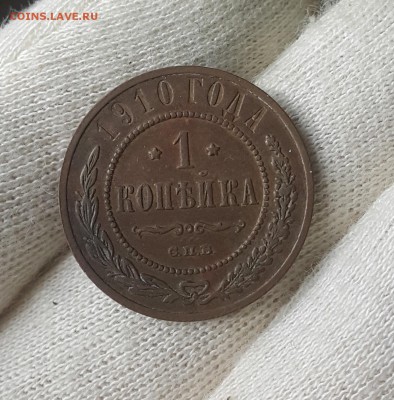 COINS.LAVE.RU
1910 ГОДА
1
КОПѢЙКА
С.П.Б.